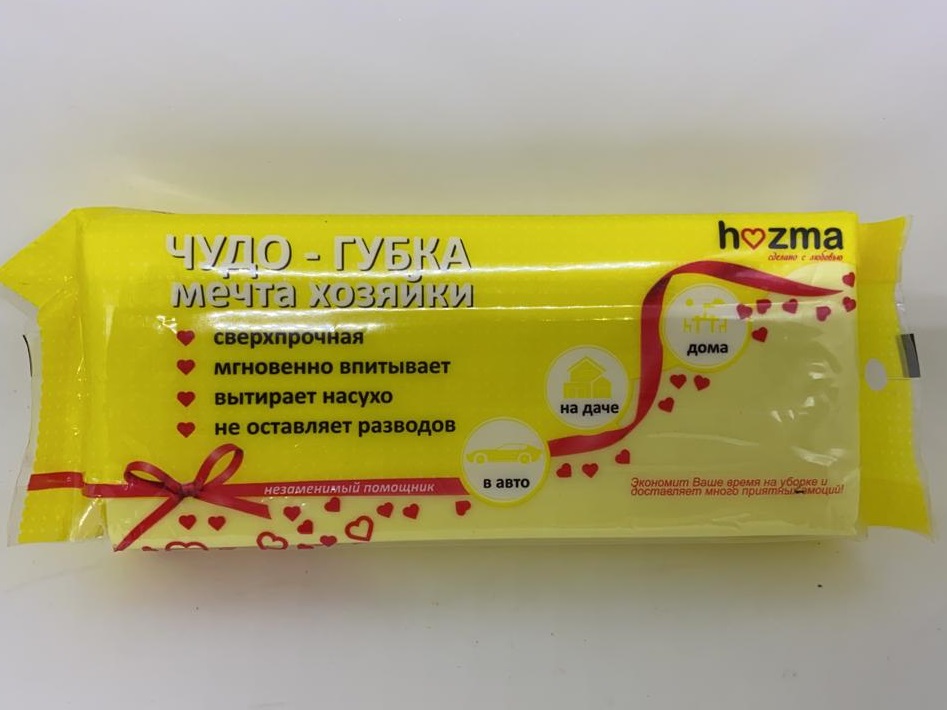 ЧУДО - ГУБКА
мечта хозяйки
hozma
сделано с любовью
сверхпрочная
мгновенно впитывает
вытирает насухо
не оставляет разводов
дома
на даче
в авто
незаменимый помощник
Экономит Ваше время на уборке и
доставляет много приятных эмоций!